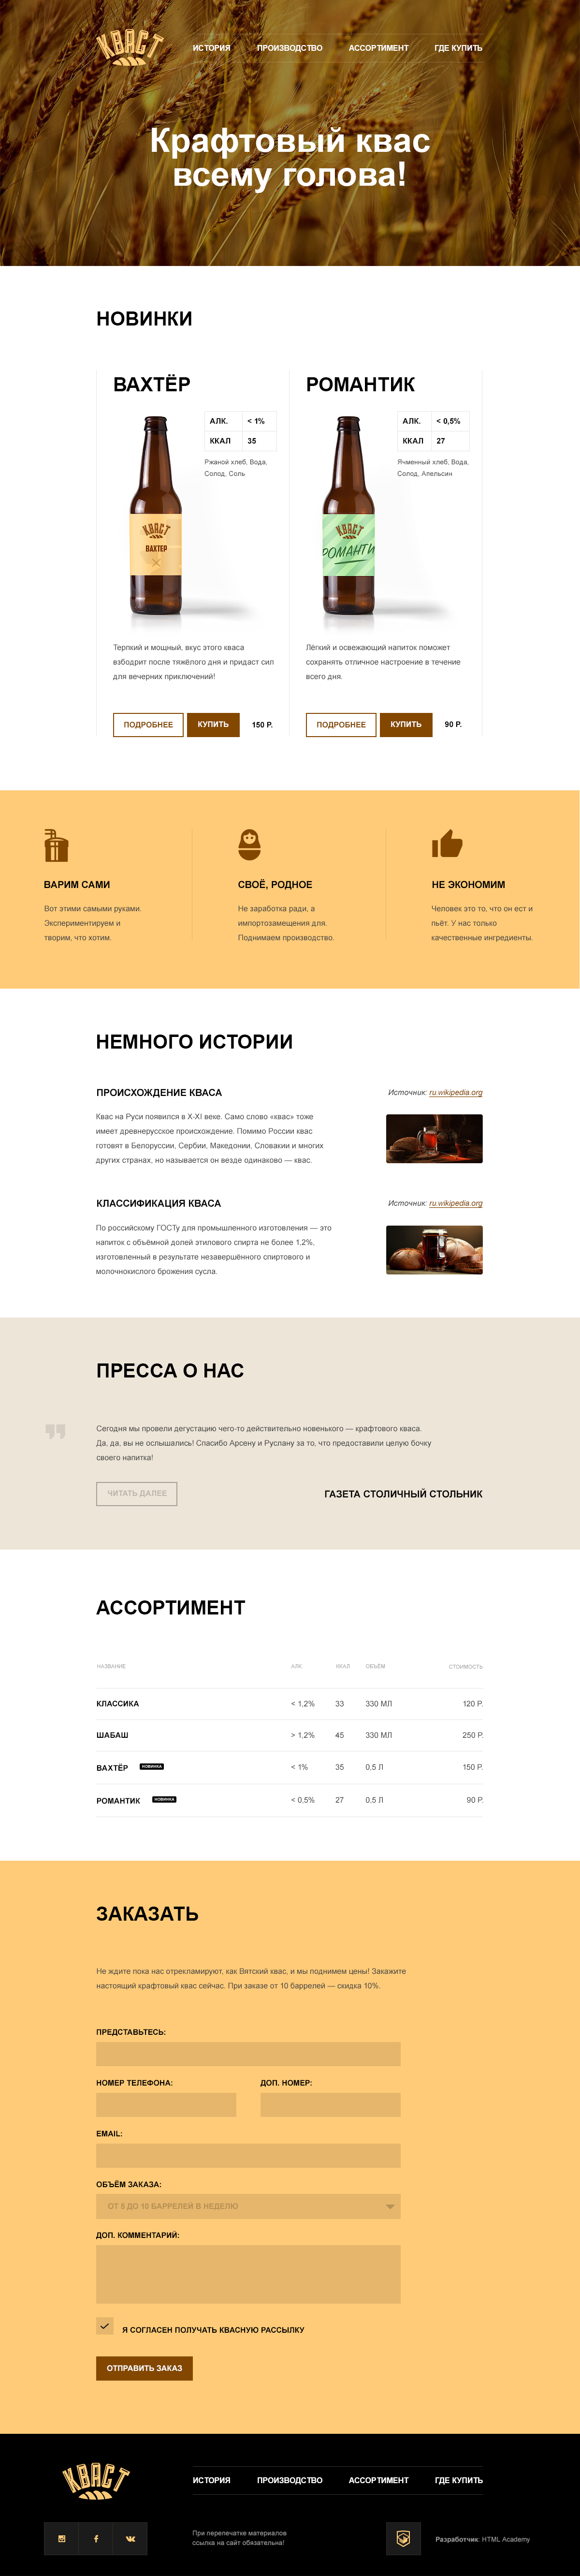 КВАСТ
ИСТОРИЯ ПРОИЗВОДСТВО АССОРТИМЕНТ ГДЕ КУПИТЬ
Крафтовый квас
всему голова!
НОВИНКИ
ВАХТЁР
АЛК. < 1%
ККАЛ 35
Ржаной хлеб, Вода,
Солод, Соль
КВАСТ
ВАХТЕР
Терпкий и мощный, вкус этого кваса
взбодрит после тяжёлого дня и придаст сил
для вечерних приключений!
ПОДРОБНЕЕ КУПИТЬ 150 Р.
РОМАНТИК
АЛК. < 0,5%
ККАЛ 27
Ячменный хлеб, Вода,
Солод, Апельсин
КВАСТ
РОМАНТИ
Лёгкий и освежающий напиток поможет
сохранять отличное настроение в течение
всего дня.
ПОДРОБНЕЕ КУПИТЬ 90 Р.
ВАРИМ САМИ
Вот этими самыми руками.
Экспериментируем и
творим, что хотим.
СВОЁ, РОДНОЕ
Не заработка ради, а
импортозамещения для.
Поднимаем производство.
НЕ ЭКОНОМИМ
Человек это то, что он ест и
пьёт. У нас только
качественные ингредиенты.
НЕМНОГО ИСТОРИИ
ПРОИСХОЖДЕНИЕ КВАСА
Источник: ru.wikipedia.org
Квас на Руси появился в X-XI веке. Само слово «квас» тоже
имеет древнерусское происхождение. Помимо России квас
готовят в Белоруссии, Сербии, Македонии, Словакии и многих
других странах, но называется он везде одинаково — квас.
КЛАССИФИКАЦИЯ КВАСА
Источник: ru.wikipedia.org
По российскому ГОСТу для промышленного изготовления — это
напиток с объёмной долей этилового спирта не более 1,2%,
изготовленный в результате незавершённого спиртового и
молочнокислого брожения сусла.
ПРЕССА О НАС
Сегодня мы провели дегустацию чего-то действительно новенького — крафтового кваса.
Да, да, вы не ослышались! Спасибо Арсену и Руслану за то, что предоставили целую бочку
своего напитка!
ЧИТАТЬ ДАЛЕЕ
ГАЗЕТА СТОЛИЧНЫЙ СТОЛЬНИК
АССОРТИМЕНТ
НАЗВАНИЕ АЛК ККАЛ ОБЪЁМ СТОИМОСТЬ
КЛАССИКА < 1,2% 33 330 МЛ 120 Р.
ШАБАШ > 1,2% 45 330 МЛ 250 Р.
ВАХТЁР НОВИНКА < 1% 35 0,5 Л 150 Р.
РОМАНТИК НОВИНКА < 0,5% 27 0,5 Л 90 Р.
ЗАКАЗАТЬ
Не ждите пока нас отрекламируют, как Вятский квас, и мы поднимем цены! Закажите
настоящий крафтовый квас сейчас. При заказе от 10 баррелей — скидка 10%.
ПРЕДСТАВЬТЕСЬ:
НОМЕР ТЕЛЕФОНА: ДОП. НОМЕР:
EMAIL:
ОБЪЁМ ЗАКАЗА:
ОТ 5 ДО 10 БАРРЕЛЕЙ В НЕДЕЛЮ
ДОП. КОММЕНТАРИЙ:
Я СОГЛАСЕН ПОЛУЧАТЬ КВАСНУЮ РАССЫЛКУ
ОТПРАВИТЬ ЗАКАЗ
КВАСТ
ИСТОРИЯ ПРОИЗВОДСТВО АССОРТИМЕНТ ГДЕ КУПИТЬ
При перепечатке материалов
ссылка на сайт обязательна!
Разработчик: HTML Academy